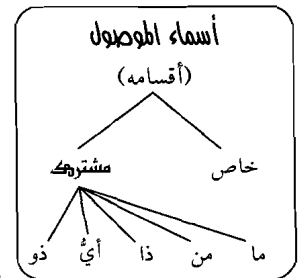 أسماء الموصول
(أقسامه)
خاص مشترك
ما من ذا أيُّ ذو